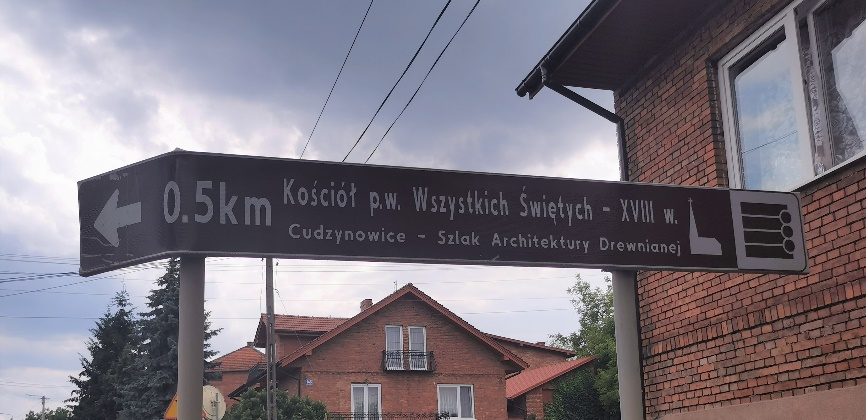 0.5km
Kościół p.w. Wszystkich Świętych - XVIII w.
Cudzynowice - Szlak Architektury Drewnianej